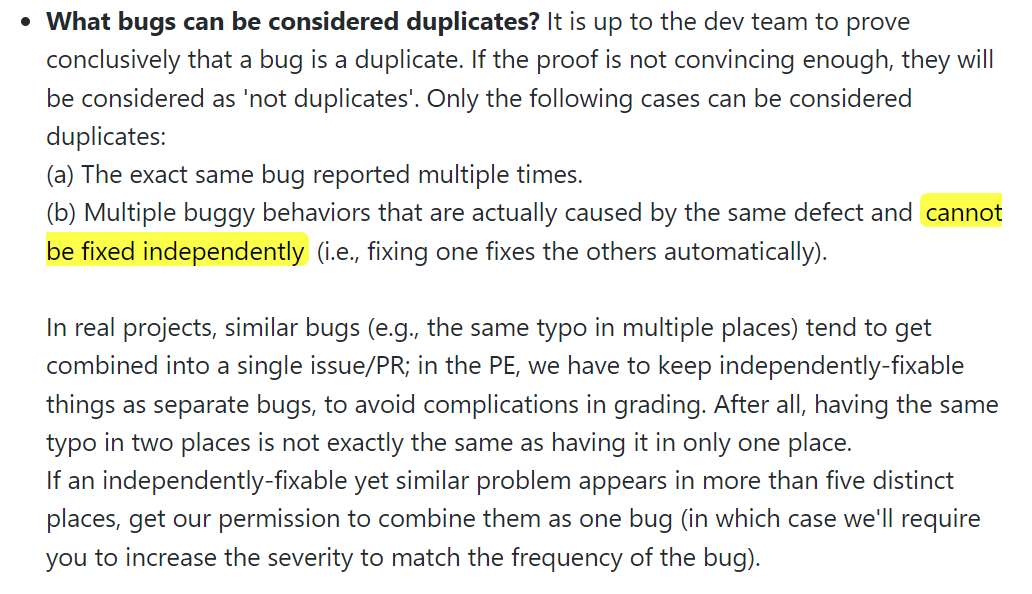 • What bugs can be considered duplicates? It is up to the dev team to prove
conclusively that a bug is a duplicate. If the proof is not convincing enough, they will
be considered as 'not duplicates'. Only the following cases can be considered
duplicates:
(a) The exact same bug reported multiple times.
(b) Multiple buggy behaviors that are actually caused by the same defect and cannot
be fixed independently (i.e., fixing one fixes the others automatically).
In real projects, similar bugs (e.g., the same typo in multiple places) tend to get
combined into a single issue/PR; in the PE, we have to keep independently-fixable
things as separate bugs, to avoid complications in grading. After all, having the same
typo in two places is not exactly the same as having it in only one place.
If an independently-fixable yet similar problem appears in more than five distinct
places, get our permission to combine them as one bug (in which case we'll require
you to increase the severity to match the frequency of the bug).